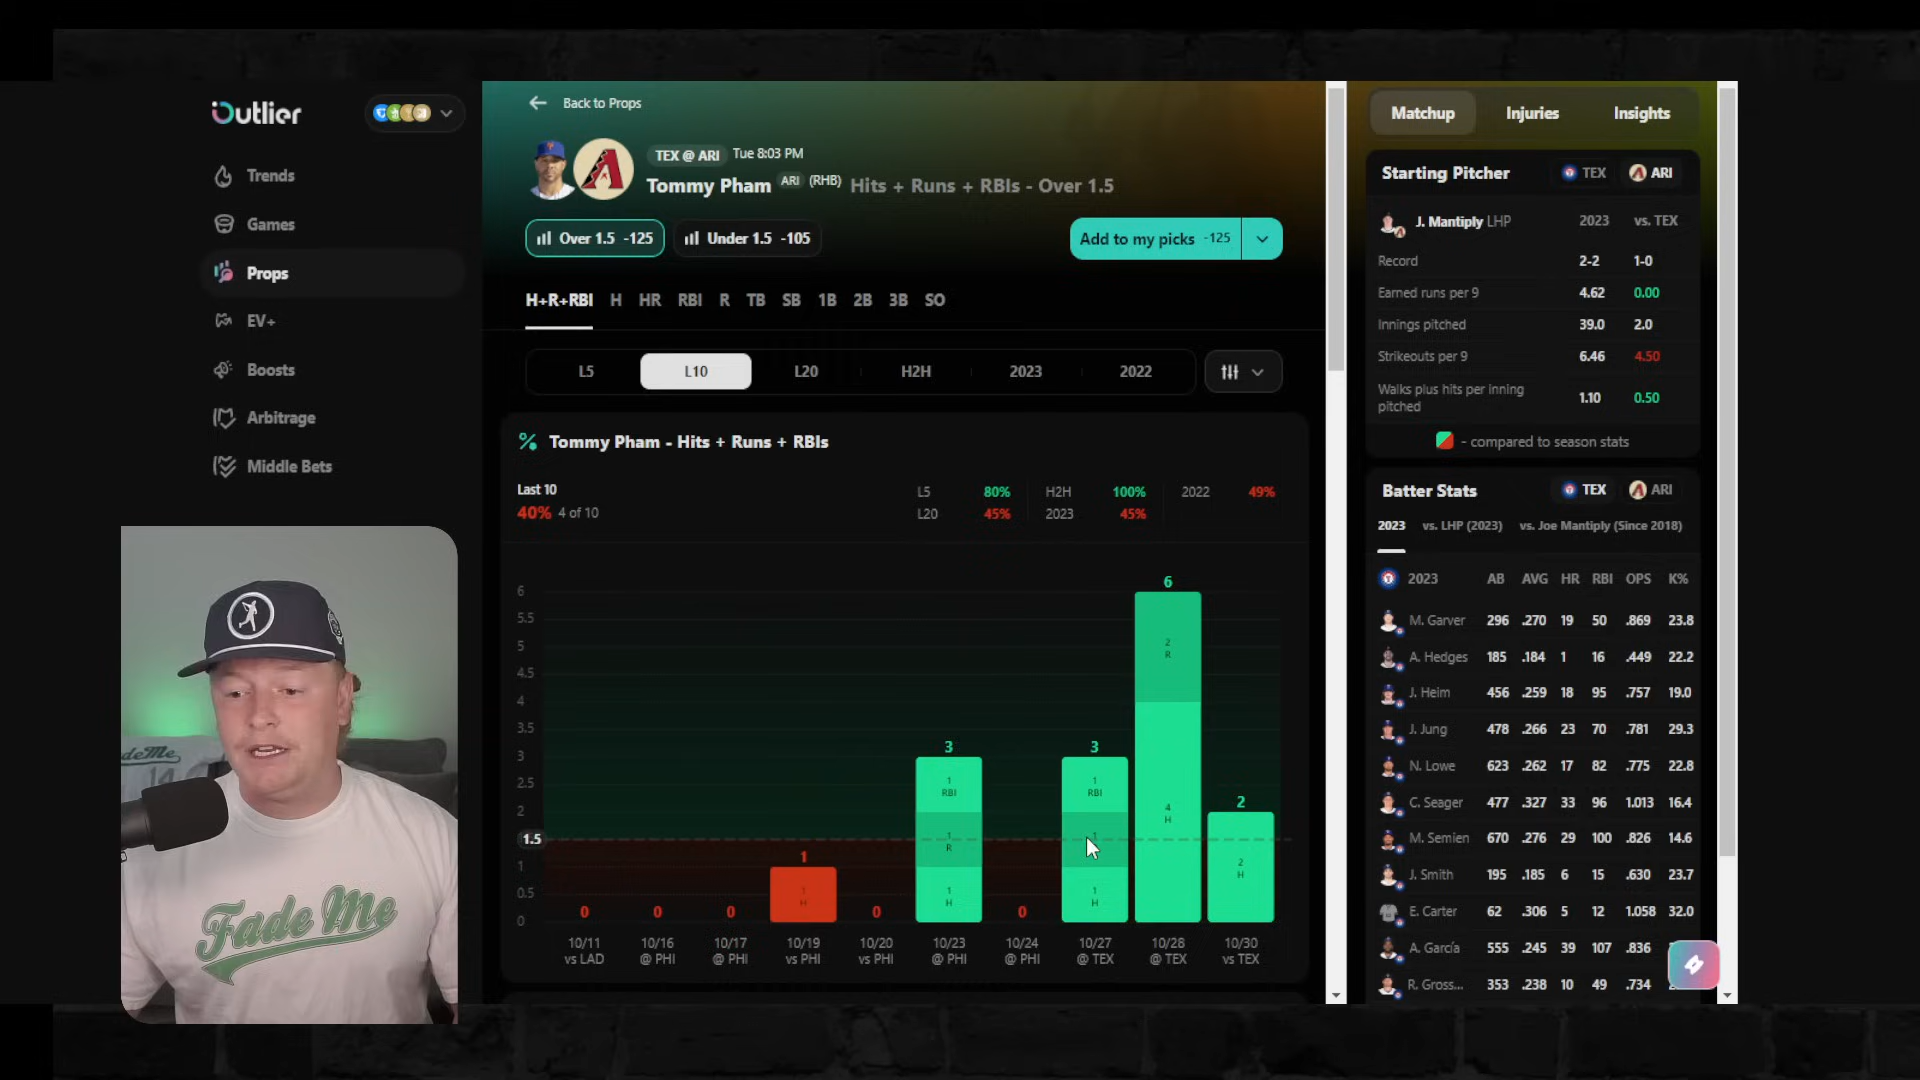 Outlier
Trends
Games
Props
EV+
Boosts
Arbitrage
Middle Bets
Back to Props
TEX @ ARI Tue 8:03 PM
Tommy Pham ARI (RHB) Hits + Runs + RBIs - Over 1.5
Over 1.5 -125
Under 1.5 -105
Add to my picks -125
H+R+RBI H HR RBI R TB SB 1B 2B 3B SO
L5 L10 L20 H2H 2023 2022
Tommy Pham - Hits + Runs + RBIs
Last 10
40% 4 of 10
L5 80% H2H 100% 2022 49%
L20 45% 2023 45%
6
6
5.5
5
4.5
4
3.5
3
2.5
2
1.5
1
0.5
0
2
R
4
H
3
1
RBI
1
R
1
H
3
1
RBI
1
1
H
2
2
H
1
H
0 0 0 1 0 0
10/11 10/16 10/17 10/19 10/20 10/23 10/24 10/27 10/28 10/30
vs LAD @ PHI @ PHI vs PHI vs PHI @ PHI @ PHI @ TEX @ TEX vs TEX
Matchup Injuries Insights
Starting Pitcher TEX ARI
J. Mantiply LHP 2023 vs. TEX
Record 2-2 1-0
Earned runs per 9 4.62 0.00
Innings pitched 39.0 2.0
Strikeouts per 9 6.46 4.50
Walks plus hits per inning
pitched 1.10 0.50
- compared to season stats
Batter Stats TEX ARI
2023 vs. LHP (2023) vs. Joe Mantiply (Since 2018)
2023 AB AVG HR RBI OPS K%
M. Garver 296 .270 19 50 .869 23.8
A. Hedges 185 .184 1 16 .449 22.2
J. Heim 456 .259 18 95 .757 19.0
J. Jung 478 .266 23 70 .781 29.3
N. Lowe 623 .262 17 82 .775 22.8
C. Seager 477 .327 33 96 1.013 16.4
M. Semien 670 .276 29 100 .826 14.6
J. Smith 195 .185 6 15 .630 23.7
E. Carter 62 .306 5 12 1.058 32.0
A. García 555 .245 39 107 .836
R. Gross... 353 .238 10 49 .734
Fade Me